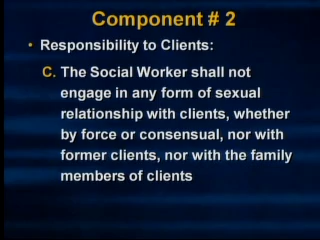 Component # 2
• Responsibility to Clients:
C. The Social Worker shall not
engage in any form of sexual
relationship with clients, whether
by force or consensual, nor with
former clients, nor with the family
members of clients